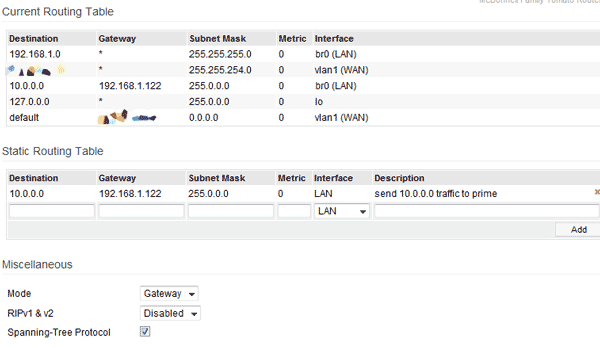 McDonnell Family Tomato Router
Current Routing Table
Destination Gateway Subnet Mask Metric Interface
192.168.1.0 * 255.255.255.0 0 br0 (LAN)
* 255.255.254.0 0 vlan1 (WAN)
10.0.0.0 192.168.1.122 255.0.0.0 0 br0 (LAN)
127.0.0.0 * 255.0.0.0 0 lo
default 0.0.0.0 0 vlan1 (WAN)
Static Routing Table
Destination Gateway Subnet Mask Metric Interface Description
10.0.0.0 192.168.1.122 255.0.0.0 0 LAN send 10.0.0.0 traffic to prime
LAN
Add
Miscellaneous
Mode Gateway
RIPv1 & v2 Disabled
Spanning-Tree Protocol